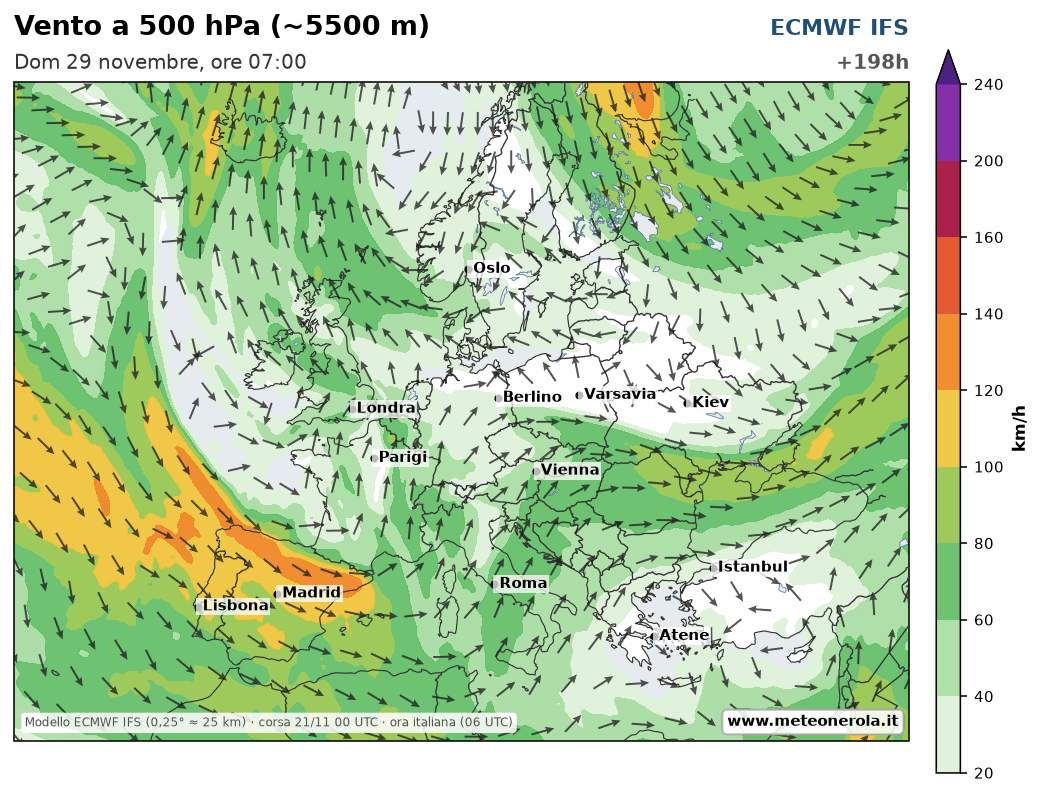 Vento a 500 hPa (~5500 m)
ECMWF IFS
Dom 29 novembre, ore 07:00
+198h
240
200
160
140
120
100
80
60
40
20
km/h
Oslo
Londra
Berlino
Varsavia
Kiev
Parigi
Vienna
Istanbul
Roma
Madrid
Lisbona
Atene
Modello ECMWF IFS (0,25° ≈ 25 km) · corsa 21/11 00 UTC · ora italiana (06 UTC)
www.meteonerola.it